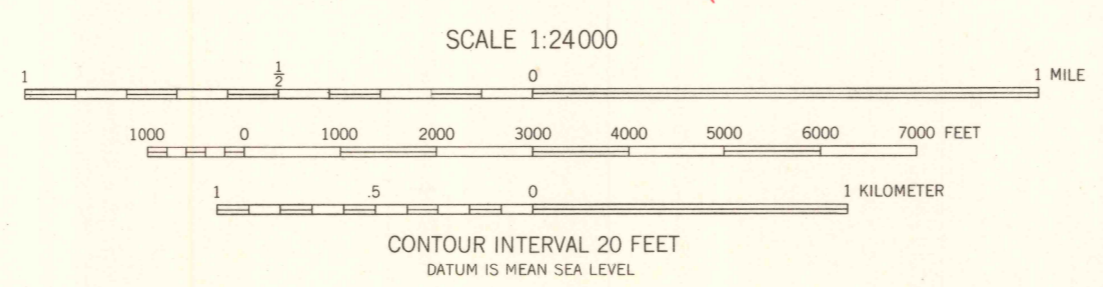 SCALE 1:24000
1 ½ 0 1 MILE
1000 0 1000 2000 3000 4000 5000 6000 7000 FEET
1 .5 0 1 KILOMETER
CONTOUR INTERVAL 20 FEET
DATUM IS MEAN SEA LEVEL